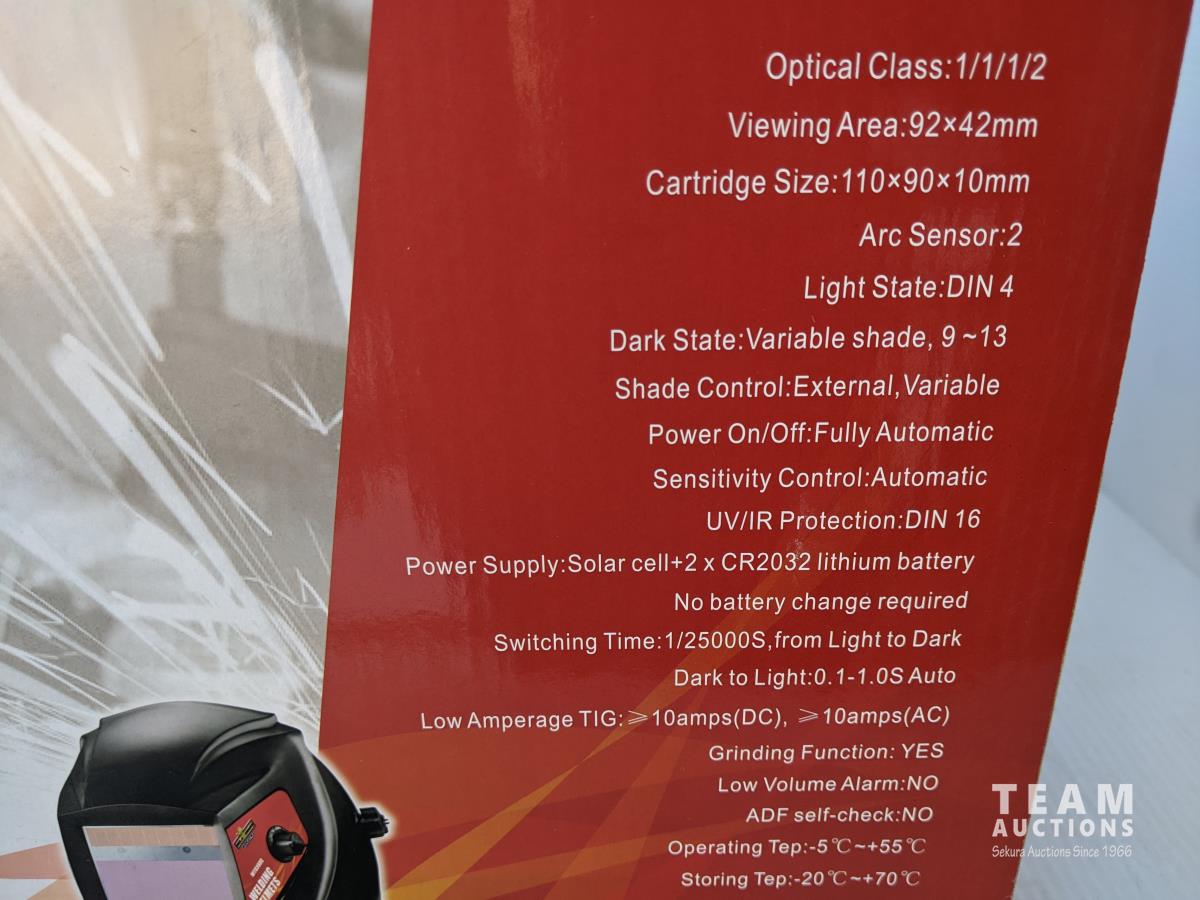 Optical Class:1/1/1/2
Viewing Area:92×42mm
Cartridge Size:110×90×10mm
Arc Sensor:2
Light State:DIN 4
Dark State:Variable shade, 9 ~13
Shade Control:External,Variable
Power On/Off:Fully Automatic
Sensitivity Control:Automatic
UV/IR Protection:DIN 16
Power Supply:Solar cell+2 x CR2032 lithium battery
No battery change required
Switching Time:1/25000S,from Light to Dark
Dark to Light:0.1-1.0S Auto
Low Amperage TIG:⩾10amps(DC), ⩾10amps(AC)
Grinding Function: YES
Low Volume Alarm:NO
ADF self-check:NO
Operating Tep:-5℃~+55℃
Storing Tep:-20℃~+70℃
WELDING
TEAM
AUCTIONS
Sekura Auctions Since 1966